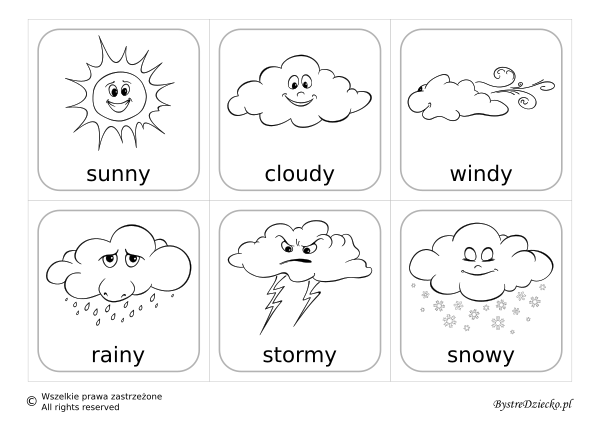 sunny
cloudy
windy
rainy
stormy
snowy
© Wszelkie prawa zastrzeżone
All rights reserved
BystreDziecko.pl